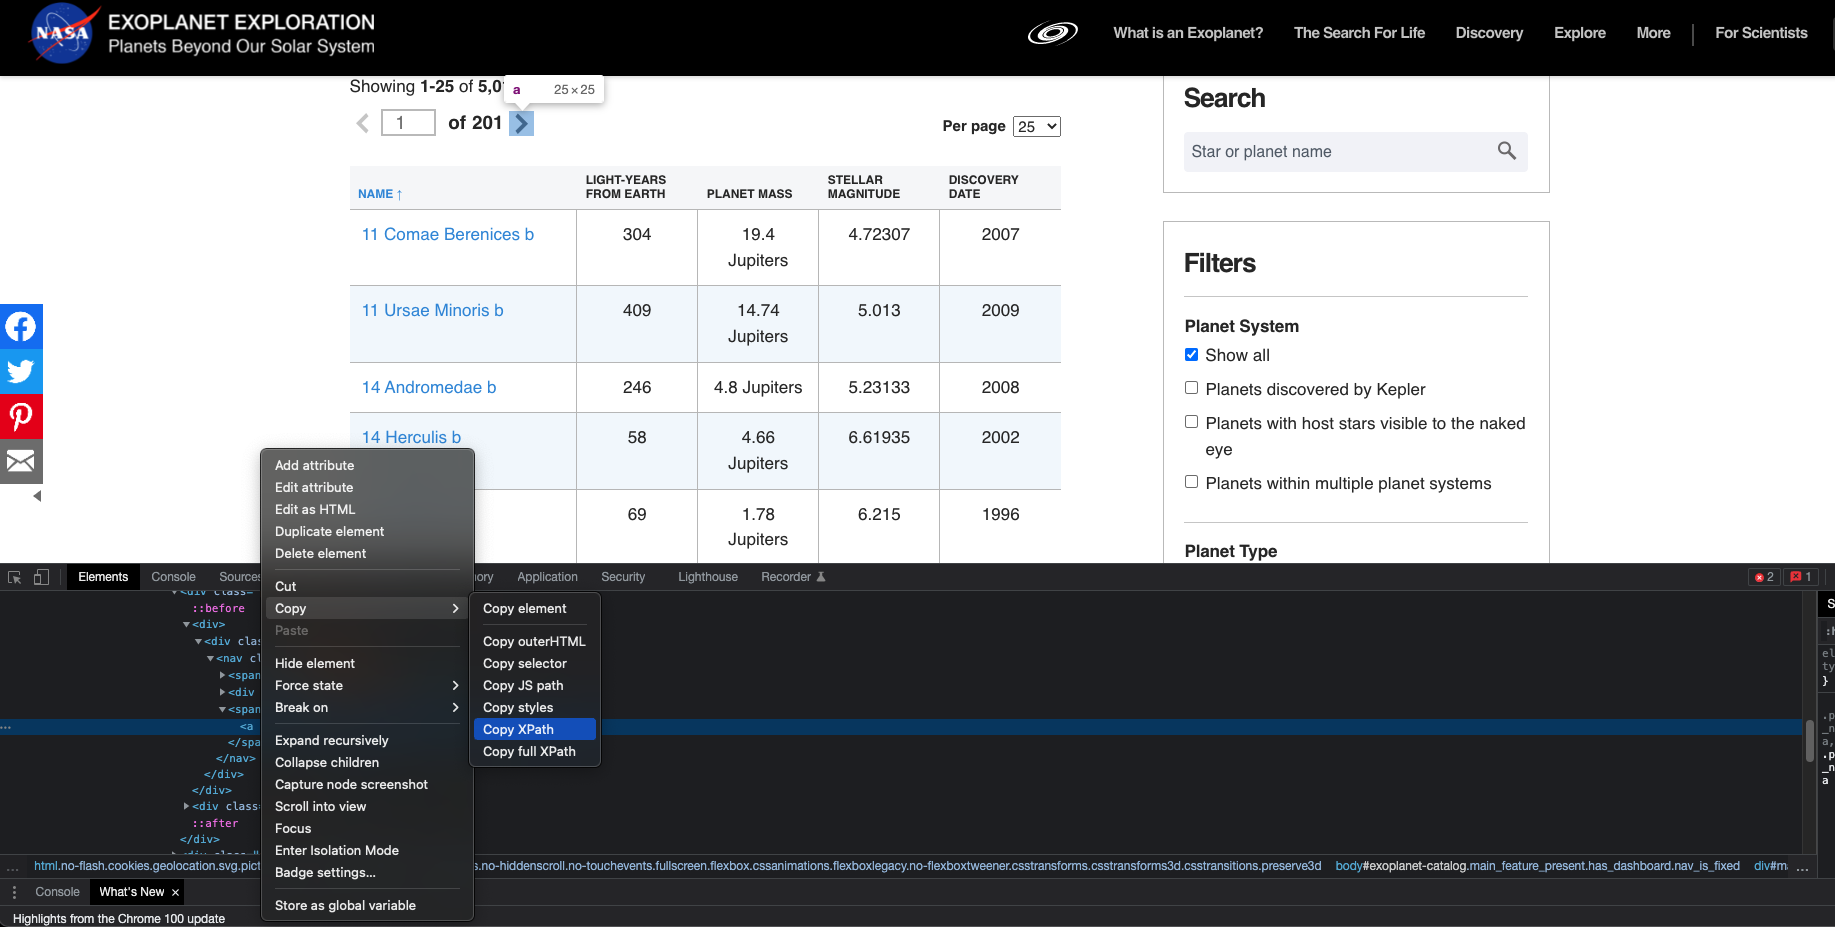 NASA
EXOPLANET EXPLORATION
Planets Beyond Our Solar System
What is an Exoplanet?
The Search For Life
Discovery
Explore
More
For Scientists
Showing 1-25 of 5,0
a 25×25
1 of 201
Per page 25
NAME ↑
LIGHT-YEARS FROM EARTH
PLANET MASS
STELLAR MAGNITUDE
DISCOVERY DATE
11 Comae Berenices b 304 19.4 Jupiters 4.72307 2007
11 Ursae Minoris b 409 14.74 Jupiters 5.013 2009
14 Andromedae b 246 4.8 Jupiters 5.23133 2008
14 Herculis b 58 4.66 Jupiters 6.61935 2002
69 1.78 Jupiters 6.215 1996
Search
Star or planet name
Filters
Planet System
Show all
Planets discovered by Kepler
Planets with host stars visible to the naked
eye
Planets within multiple planet systems
Planet Type
Add attribute
Edit attribute
Edit as HTML
Duplicate element
Delete element
Cut
Copy
Paste
Hide element
Force state
Break on
Expand recursively
Collapse children
Capture node screenshot
Scroll into view
Focus
Enter Isolation Mode
Badge settings...
Store as global variable
Copy element
Copy outerHTML
Copy selector
Copy JS path
Copy styles
Copy XPath
Copy full XPath
Elements Console Sources ory Application Security Lighthouse Recorder 2 1
<div class=
::before
<div>
<div clas
<nav cl
<span
<div
<span
<a
</spa
</nav>
</div>
</div>
<div class
::after
</div>
... html.no-flash.cookies.geolocation.svg.pict s.no-hiddenscroll.no-touchevents.fullscreen.flexbox.cssanimations.flexboxlegacy.no-flexboxtweener.csstransforms.csstransforms3d.csstransitions.preserve3d body#exoplanet-catalog.main_feature_present.has_dashboard.nav_is_fixed div#m ...
Console What's New ×
Highlights from the Chrome 100 update